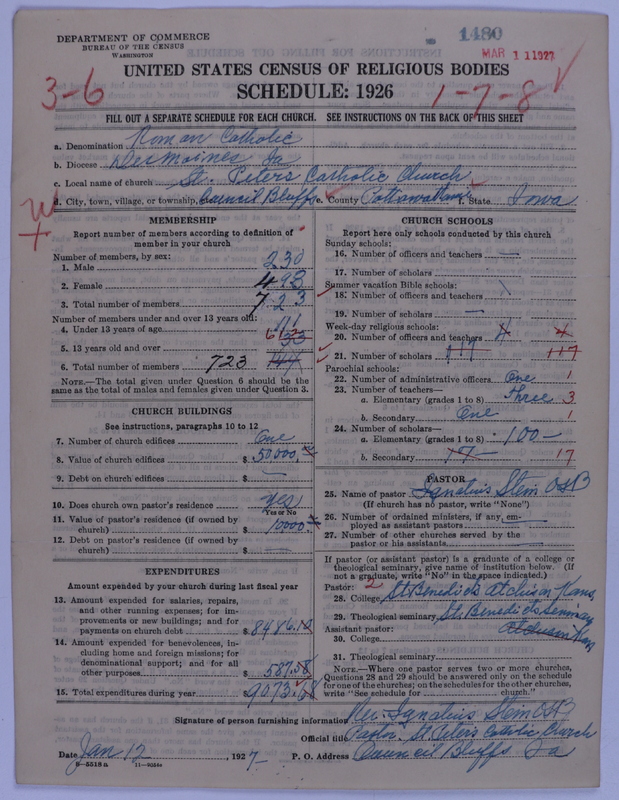 DEPARTMENT OF COMMERCE
BUREAU OF THE CENSUS
WASHINGTON
1480
MAR 11 1927
UNITED STATES CENSUS OF RELIGIOUS BODIES
SCHEDULE: 1926
3-6
1-7-8
FILL OUT A SEPARATE SCHEDULE FOR EACH CHURCH. SEE INSTRUCTIONS ON THE BACK OF THIS SHEET
a. Denomination Roman Catholic
b. Diocese Des Moines, Ia
c. Local name of church St. Peters Catholic Church
d. City, town, village, or township, Council Bluffs e. County Pottawattamie f. State Iowa
MEMBERSHIP
Report number of members according to definition of member in your church
Number of members, by sex:
1. Male 230
2. Female 493
3. Total number of members 723
Number of members under and over 13 years old:
4. Under 13 years of age 111
5. 13 years old and over 612
6. Total number of members 723
NOTE.—The total given under Question 6 should be the same as the total of males and females given under Question 3.
CHURCH BUILDINGS
See instructions, paragraphs 10 to 12
7. Number of church edifices One
8. Value of church edifices $ 50000.
9. Debt on church edifices $ —
10. Does church own pastor's residence yes
Yes or No
11. Value of pastor's residence (if owned by church) $ 10000.
12. Debt on pastor's residence (if owned by church) $ —
EXPENDITURES
Amount expended by your church during last fiscal year
13. Amount expended for salaries, repairs, and other running expenses; for improvements or new buildings; and for payments on church debt $ 8486.10
14. Amount expended for benevolences, including home and foreign missions; for denominational support; and for all other purposes $ 587.58
15. Total expenditures during year $ 9073.68
CHURCH SCHOOLS
Report here only schools conducted by this church
Sunday schools:
16. Number of officers and teachers —
17. Number of scholars
Summer vacation Bible schools:
18. Number of officers and teachers
19. Number of scholars —
Week-day religious schools:
20. Number of officers and teachers 4 4
21. Number of scholars 117 117
Parochial schools:
22. Number of administrative officers One 1
23. Number of teachers—
a. Elementary (grades 1 to 8) Three 3
b. Secondary One 1
24. Number of scholars—
a. Elementary (grades 1 to 8) 100—
b. Secondary 17— 17
PASTOR
25. Name of pastor Ignatius Stein OSB
(If church has no pastor, write "None")
26. Number of ordained ministers, if any, employed as assistant pastors —
27. Number of other churches served by the pastor or his assistants —
If pastor (or assistant pastor) is a graduate of a college or theological seminary, give name of institution below. (If not a graduate, write "No" in the space indicated.)
Pastor: 2
28. College St Benedicts Atchison Kans,
29. Theological seminary St. Benedicts Seminary
Assistant pastor: Atchison Kans
30. College
31. Theological seminary
NOTE.—Where one pastor serves two or more churches, Questions 28 and 29 should be answered only on the schedule for one of the churches; on the schedules for the other churches, write "See schedule for ........ church."
Signature of person furnishing information Rev. Ignatius Stein OSB
Official title Pastor St. Peters Catholic Church
Date Jan 12, 1927 P. O. Address Council Bluffs Ia
8—5518 a 11—9034